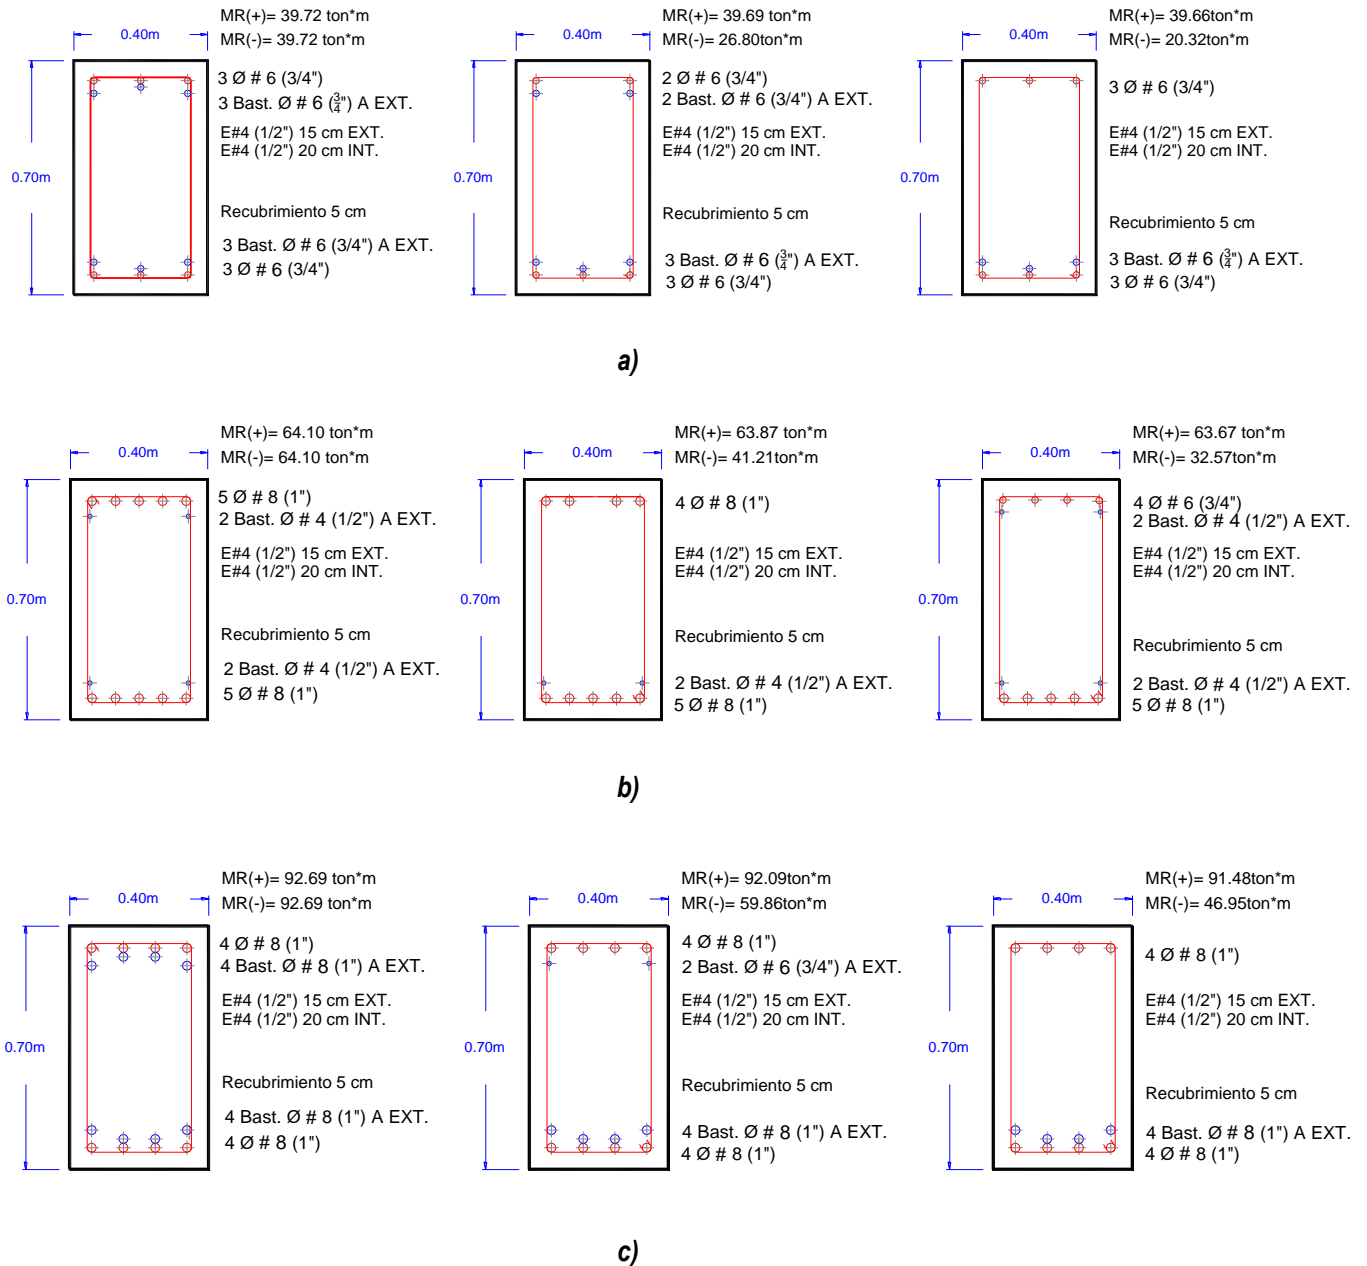 MR(+)= 39.72 ton*m
MR(-)= 39.72 ton*m
0.40m
3 Ø # 6 (3/4")
3 Bast. Ø # 6 (3/4") A EXT.
E#4 (1/2") 15 cm EXT.
E#4 (1/2") 20 cm INT.
0.70m
Recubrimiento 5 cm
3 Bast. Ø # 6 (3/4") A EXT.
3 Ø # 6 (3/4")
MR(+)= 39.69 ton*m
MR(-)= 26.80ton*m
0.40m
2 Ø # 6 (3/4")
2 Bast. Ø # 6 (3/4") A EXT.
E#4 (1/2") 15 cm EXT.
E#4 (1/2") 20 cm INT.
0.70m
Recubrimiento 5 cm
3 Bast. Ø # 6 (3/4") A EXT.
3 Ø # 6 (3/4")
MR(+)= 39.66ton*m
MR(-)= 20.32ton*m
0.40m
3 Ø # 6 (3/4")
E#4 (1/2") 15 cm EXT.
E#4 (1/2") 20 cm INT.
0.70m
Recubrimiento 5 cm
3 Bast. Ø # 6 (3/4") A EXT.
3 Ø # 6 (3/4")
a)
MR(+)= 64.10 ton*m
MR(-)= 64.10 ton*m
0.40m
5 Ø # 8 (1")
2 Bast. Ø # 4 (1/2") A EXT.
E#4 (1/2") 15 cm EXT.
E#4 (1/2") 20 cm INT.
0.70m
Recubrimiento 5 cm
2 Bast. Ø # 4 (1/2") A EXT.
5 Ø # 8 (1")
MR(+)= 63.87 ton*m
MR(-)= 41.21ton*m
0.40m
4 Ø # 8 (1")
E#4 (1/2") 15 cm EXT.
E#4 (1/2") 20 cm INT.
0.70m
Recubrimiento 5 cm
2 Bast. Ø # 4 (1/2") A EXT.
5 Ø # 8 (1")
MR(+)= 63.67 ton*m
MR(-)= 32.57ton*m
0.40m
4 Ø # 6 (3/4")
2 Bast. Ø # 4 (1/2") A EXT.
E#4 (1/2") 15 cm EXT.
E#4 (1/2") 20 cm INT.
0.70m
Recubrimiento 5 cm
2 Bast. Ø # 4 (1/2") A EXT.
5 Ø # 8 (1")
b)
MR(+)= 92.69 ton*m
MR(-)= 92.69 ton*m
0.40m
4 Ø # 8 (1")
4 Bast. Ø # 8 (1") A EXT.
E#4 (1/2") 15 cm EXT.
E#4 (1/2") 20 cm INT.
0.70m
Recubrimiento 5 cm
4 Bast. Ø # 8 (1") A EXT.
4 Ø # 8 (1")
MR(+)= 92.09ton*m
MR(-)= 59.86ton*m
0.40m
4 Ø # 8 (1")
2 Bast. Ø # 6 (3/4") A EXT.
E#4 (1/2") 15 cm EXT.
E#4 (1/2") 20 cm INT.
0.70m
Recubrimiento 5 cm
4 Bast. Ø # 8 (1") A EXT.
4 Ø # 8 (1")
MR(+)= 91.48ton*m
MR(-)= 46.95ton*m
0.40m
4 Ø # 8 (1")
E#4 (1/2") 15 cm EXT.
E#4 (1/2") 20 cm INT.
0.70m
Recubrimiento 5 cm
4 Bast. Ø # 8 (1") A EXT.
4 Ø # 8 (1")
c)